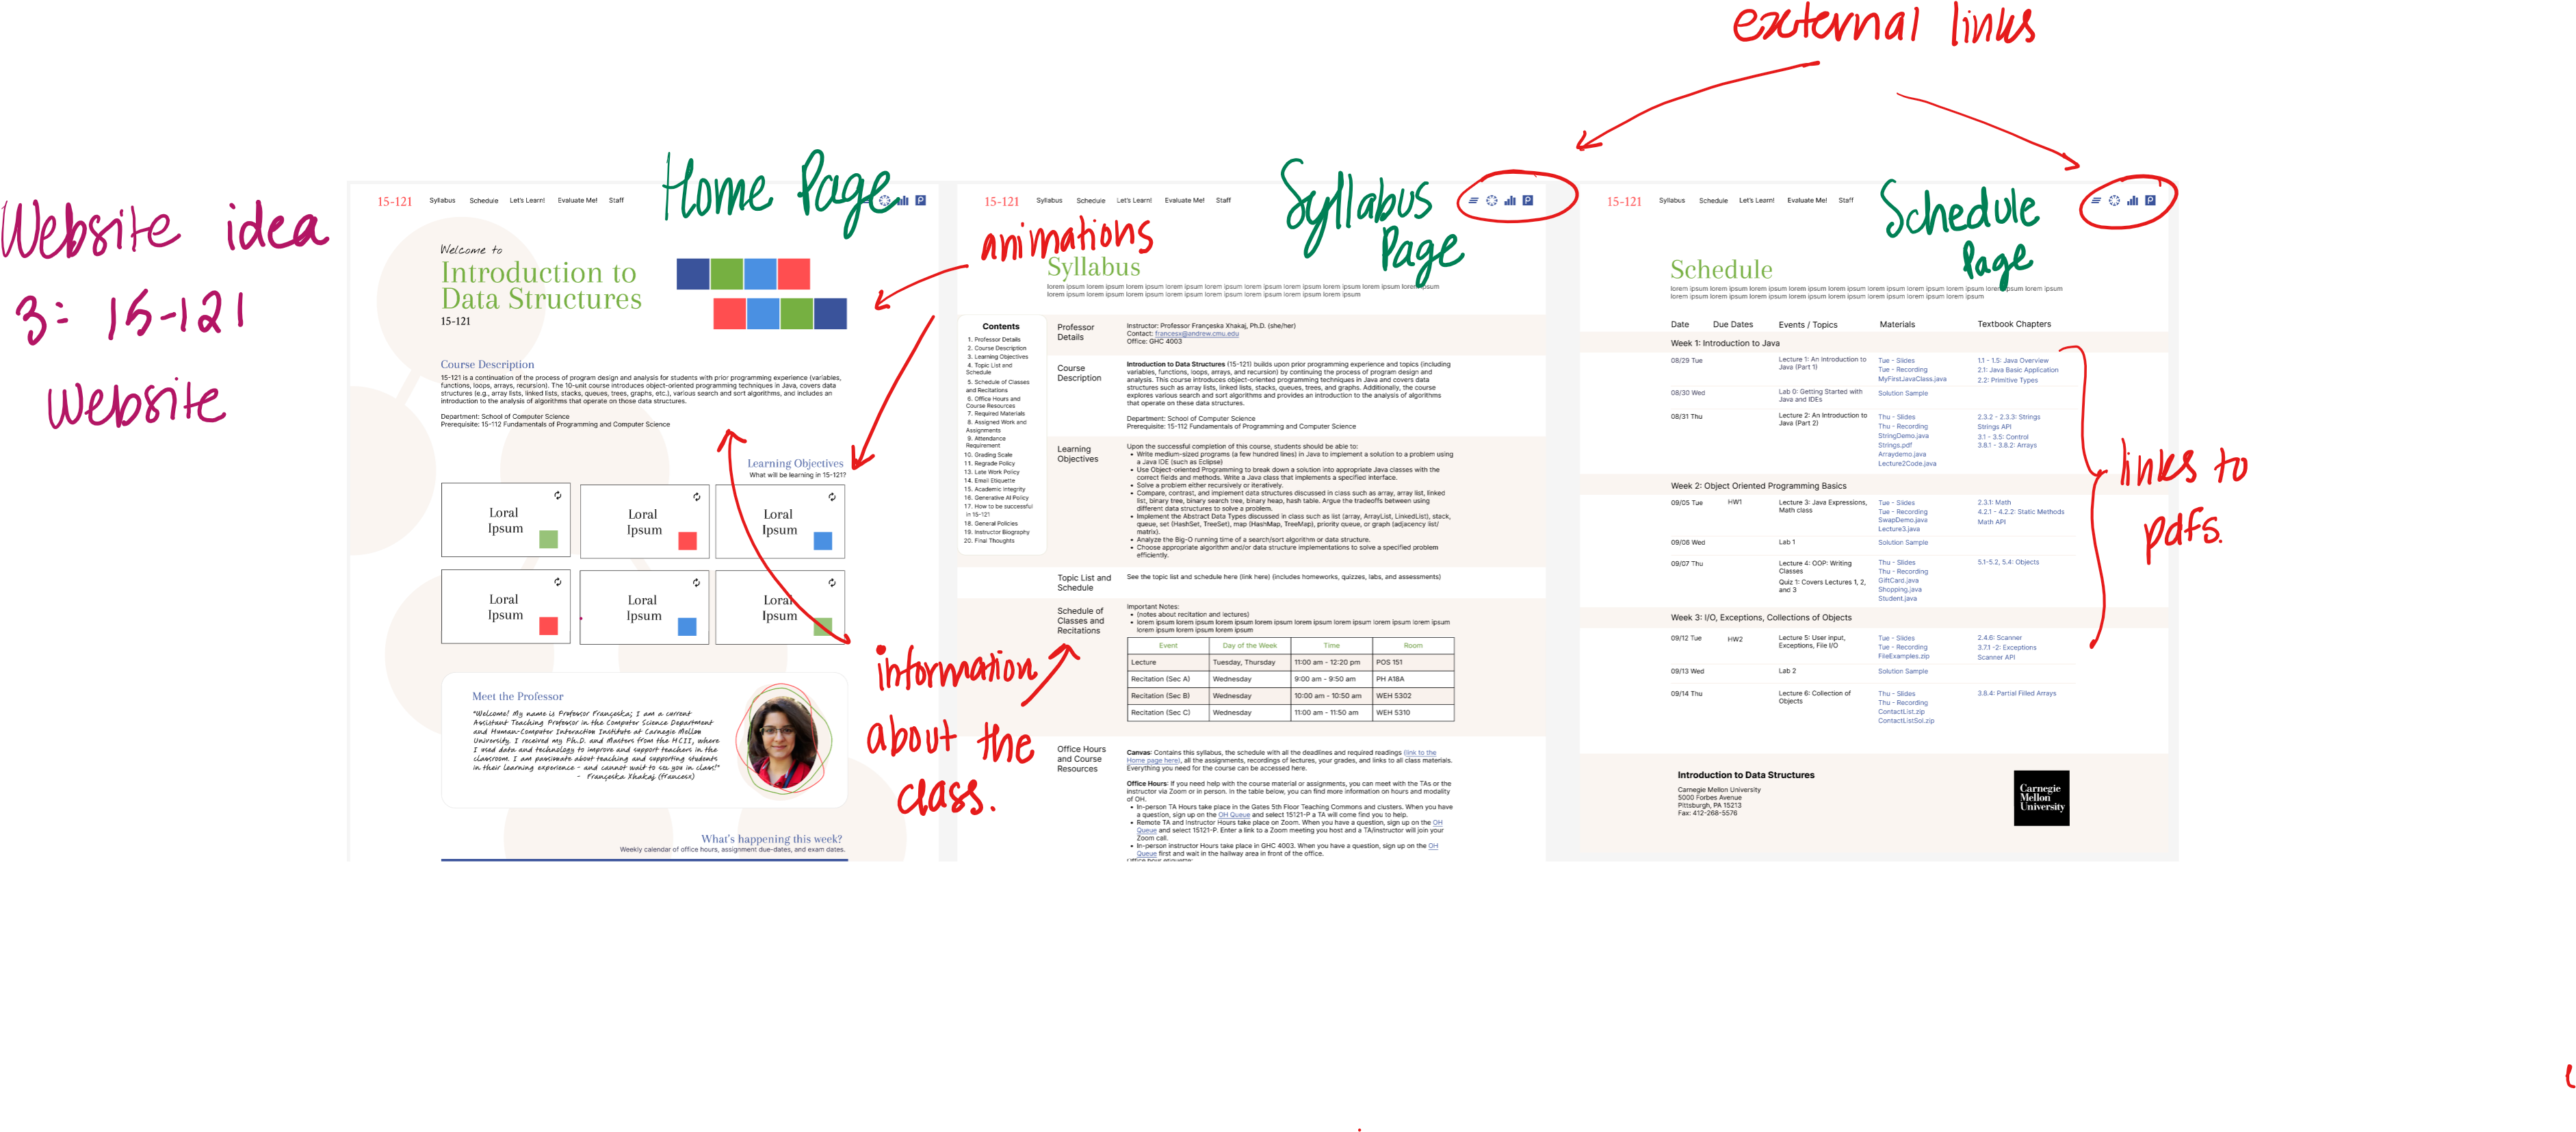 external links
Website idea
3: 15-121
Website
Home Page
15-121 Syllabus Schedule Let's Learn! Evaluate Me! Staff
Welcome to
Introduction to
Data Structures
15-121
Course Description
15-121 is a continuation of the process of program design and analysis for students with prior programming experience (variables,
functions, loops, arrays, recursion). The 10-unit course introduces object-oriented programming techniques in Java, covers data
structures (e.g., array lists, linked lists, stacks, queues, trees, graphs, etc.), various search and sort algorithms, and includes an
introduction to the analysis of algorithms that operate on those data structures.
Department: School of Computer Science
Prerequisite: 15-112 Fundamentals of Programming and Computer Science
Learning Objectives
What will be learning in 15-121?
Loral
Ipsum
Loral
Ipsum
Loral
Ipsum
Loral
Ipsum
Loral
Ipsum
Loral
Ipsum
Meet the Professor
"Welcome! My name is Professor Françeska; I am a current
Assistant Teaching Professor in the Computer Science Department
and Human-Computer Interaction Institute at Carnegie Mellon
University. I received my Ph.D. and Masters from the HCII, where
I used data and technology to improve and support teachers in the
classroom. I am passionate about teaching and supporting students
in their learning experience - and cannot wait to see you in class!"
- Françeska Xhakaj (francesx)
What's happening this week?
Weekly calendar of office hours, assignment due-dates, and exam dates.
animations
information
about the
class.
Syllabus
Page
15-121 Syllabus Schedule Let's Learn! Evaluate Me! Staff
Syllabus
lorem ipsum lorem ipsum lorem ipsum lorem ipsum lorem ipsum lorem ipsum lorem ipsum lorem ipsum lorem ipsum lorem ipsum
lorem ipsum lorem ipsum lorem ipsum lorem ipsum lorem ipsum lorem ipsum lorem ipsum lorem ipsum
Contents
1. Professor Details
2. Course Description
3. Learning Objectives
4. Topic List and
Schedule
5. Schedule of Classes
and Recitations
6. Office Hours and
Course Resources
7. Required Materials
8. Assigned Work and
Assignments
9. Attendance
Requirement
10. Grading Scale
11. Regrade Policy
13. Late Work Policy
14. Email Etiquette
15. Academic Integrity
16. Generative AI Policy
17. How to be successful
in 15-121
18. General Policies
19. Instructor Biography
20. Final Thoughts
Professor
Details
Instructor: Professor Françeska Xhakaj, Ph.D. (she/her)
Contact: francesx@andrew.cmu.edu
Office: GHC 4003
Course
Description
Introduction to Data Structures (15-121) builds upon prior programming experience and topics (including
variables, functions, loops, arrays, and recursion) by continuing the process of program design and
analysis. This course introduces object-oriented programming techniques in Java and covers data
structures such as array lists, linked lists, stacks, queues, trees, and graphs. Additionally, the course
explores various search and sort algorithms and provides an introduction to the analysis of algorithms
that operate on these data structures.
Department: School of Computer Science
Prerequisite: 15-112 Fundamentals of Programming and Computer Science
Learning
Objectives
Upon the successful completion of this course, students should be able to:
• Write medium-sized programs (a few hundred lines) in Java to implement a solution to a problem using
a Java IDE (such as Eclipse)
• Use Object-oriented Programming to break down a solution into appropriate Java classes with the
correct fields and methods. Write a Java class that implements a specified interface.
• Solve a problem either recursively or iteratively.
• Compare, contrast, and implement data structures discussed in class such as array, array list, linked
list, binary tree, binary search tree, binary heap, hash table. Argue the tradeoffs between using
different data structures to solve a problem.
• Implement the Abstract Data Types discussed in class such as list (array, ArrayList, LinkedList), stack,
queue, set (HashSet, TreeSet), map (HashMap, TreeMap), priority queue, or graph (adjacency list/
matrix).
• Analyze the Big-O running time of a search/sort algorithm or data structure.
• Choose appropriate algorithm and/or data structure implementations to solve a specified problem
efficiently.
Topic List and
Schedule
See the topic list and schedule here (link here) (includes homeworks, quizzes, labs, and assessments)
Schedule of
Classes and
Recitations
Important Notes:
• (notes about recitation and lectures)
• lorem ipsum lorem ipsum lorem ipsum lorem ipsum lorem ipsum lorem ipsum lorem ipsum lorem ipsum
lorem ipsum lorem ipsum lorem ipsum
Event Day of the Week Time Room
Lecture Tuesday, Thursday 11:00 am - 12:20 pm POS 151
Recitation (Sec A) Wednesday 9:00 am - 9:50 am PH A18A
Recitation (Sec B) Wednesday 10:00 am - 10:50 am WEH 5302
Recitation (Sec C) Wednesday 11:00 am - 11:50 am WEH 5310
Office Hours
and Course
Resources
Canvas: Contains this syllabus, the schedule with all the deadlines and required readings (link to the
Home page here), all the assignments, recordings of lectures, your grades, and links to all class materials.
Everything you need for the course can be accessed here.
Office Hours: If you need help with the course material or assignments, you can meet with the TAs or the
instructor via Zoom or in person. In the table below, you can find more information on hours and modality
of OH.
• In-person TA Hours take place in the Gates 5th Floor Teaching Commons and clusters. When you have
a question, sign up on the OH Queue and select 15121-P a TA will come find you to help.
• Remote TA and Instructor Hours take place on Zoom. When you have a question, sign up on the OH
Queue and select 15121-P. Enter a link to a Zoom meeting you host and a TA/instructor will join your
Zoom call.
• In-person instructor Hours take place in GHC 4003. When you have a question, sign up on the OH
Queue first and wait in the hallway area in front of the office.
Schedule
Page
15-121 Syllabus Schedule Let's Learn! Evaluate Me! Staff
Schedule
lorem ipsum lorem ipsum lorem ipsum lorem ipsum lorem ipsum lorem ipsum lorem ipsum lorem ipsum lorem ipsum lorem ipsum
lorem ipsum lorem ipsum lorem ipsum lorem ipsum lorem ipsum lorem ipsum lorem ipsum lorem ipsum
Date Due Dates Events / Topics Materials Textbook Chapters
Week 1: Introduction to Java
08/29 Tue
Lecture 1: An Introduction to
Java (Part 1)
Tue - Slides
Tue - Recording
MyFirstJavaClass.java
1.1 - 1.5: Java Overview
2.1: Java Basic Application
2.2: Primitive Types
08/30 Wed
Lab 0: Getting Started with
Java and IDEs
Solution Sample
08/31 Thu
Lecture 2: An Introduction to
Java (Part 2)
Thu - Slides
Thu - Recording
StringDemo.java
Strings.pdf
Arraydemo.java
Lecture2Code.java
2.3.2 - 2.3.3: Strings
Strings API
3.1 - 3.5: Control
3.8.1 - 3.8.2: Arrays
Week 2: Object Oriented Programming Basics
09/05 Tue HW1
Lecture 3: Java Expressions,
Math class
Tue - Slides
Tue - Recording
SwapDemo.java
Lecture3.java
2.3.1: Math
4.2.1 - 4.2.2: Static Methods
Math API
09/06 Wed Lab 1 Solution Sample
09/07 Thu
Lecture 4: OOP: Writing
Classes
Quiz 1: Covers Lectures 1, 2,
and 3
Thu - Slides
Thu - Recording
GiftCard.java
Shopping.java
Student.java
5.1-5.2, 5.4: Objects
Week 3: I/O, Exceptions, Collections of Objects
09/12 Tue HW2
Lecture 5: User input,
Exceptions, File I/O
Tue - Slides
Tue - Recording
FileExamples.zip
2.4.6: Scanner
3.7.1 -2: Exceptions
Scanner API
09/13 Wed Lab 2 Solution Sample
09/14 Thu
Lecture 6: Collection of
Objects
Thu - Slides
Thu - Recording
ContactList.zip
ContactListSol.zip
3.8.4: Partial Filled Arrays
Introduction to Data Structures
Carnegie Mellon University
5000 Forbes Avenue
Pittsburgh, PA 15213
Fax: 412-268-5576
Carnegie
Mellon
University
links to
pdfs.